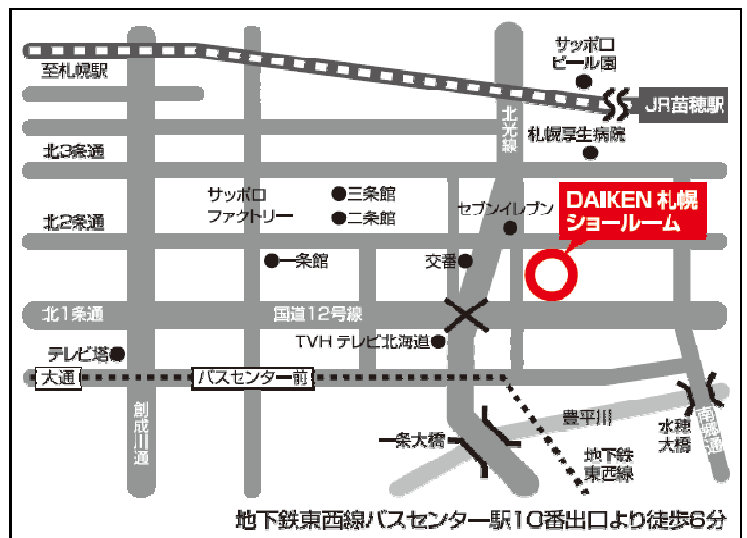 サッポロ
ビール園
至札幌駅
JR苗穂駅
北光線
札幌厚生病院
北3条通
サッポロ
ファクトリー
三条館
二条館
セブンイレブン
DAIKEN 札幌
ショールーム
北2条通
一条館
交番
北1条通
国道12号線
TVH テレビ北海道
テレビ塔
大通
バスセンター前
創成川通
一条大橋
豊平川
水穂
大橋
南郷通
地下鉄
東西線
地下鉄東西線バスセンター駅10番出口より徒歩6分